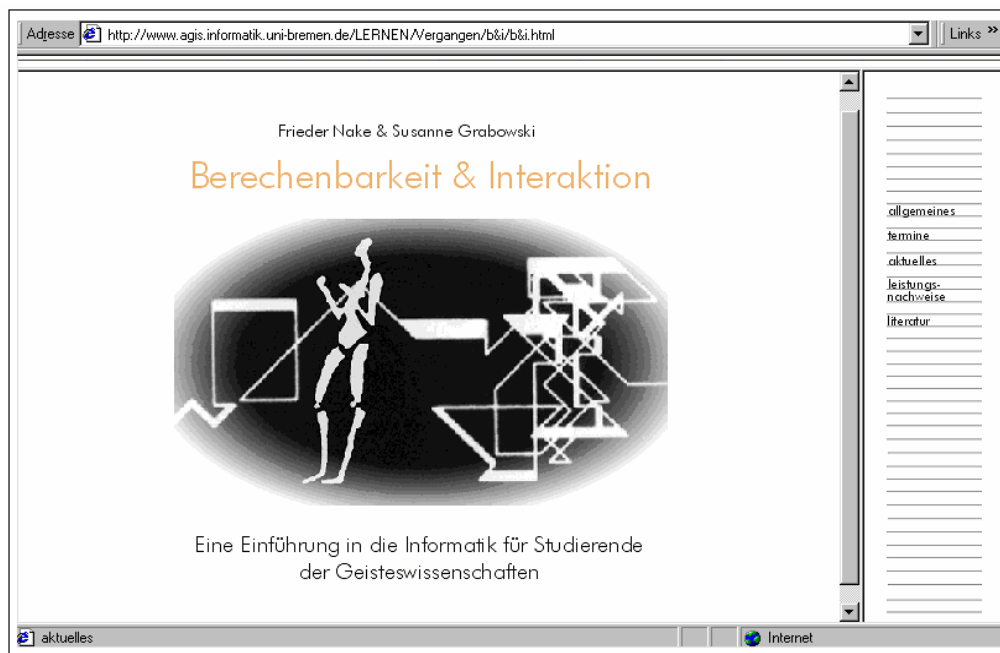 Adresse http://www.agis.informatik.uni-bremen.de/LERNEN/Vergangen/b&i/b&i.html Links »
Frieder Nake & Susanne Grabowski
Berechenbarkeit & Interaktion
Eine Einführung in die Informatik für Studierende
der Geisteswissenschaften
allgemeines
termine
aktuelles
leistungs-
nachweise
literatur
aktuelles Internet